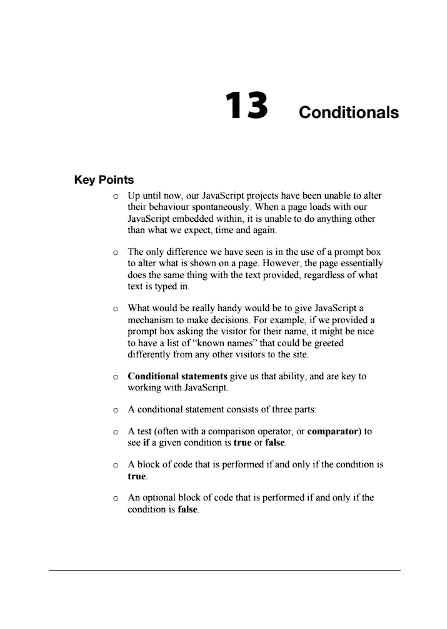 13 Conditionals
Key Points
o Up until now, our JavaScript projects have been unable to alter
their behaviour spontaneously. When a page loads with our
JavaScript embedded within, it is unable to do anything other
than what we expect, time and again.
o The only difference we have seen is in the use of a prompt box
to alter what is shown on a page. However, the page essentially
does the same thing with the text provided, regardless of what
text is typed in.
o What would be really handy would be to give JavaScript a
mechanism to make decisions. For example, if we provided a
prompt box asking the visitor for their name, it might be nice
to have a list of “known names” that could be greeted
differently from any other visitors to the site.
o Conditional statements give us that ability, and are key to
working with JavaScript.
o A conditional statement consists of three parts:
o A test (often with a comparison operator, or comparator) to
see if a given condition is true or false.
o A block of code that is performed if and only if the condition is
true.
o An optional block of code that is performed if and only if the
condition is false.